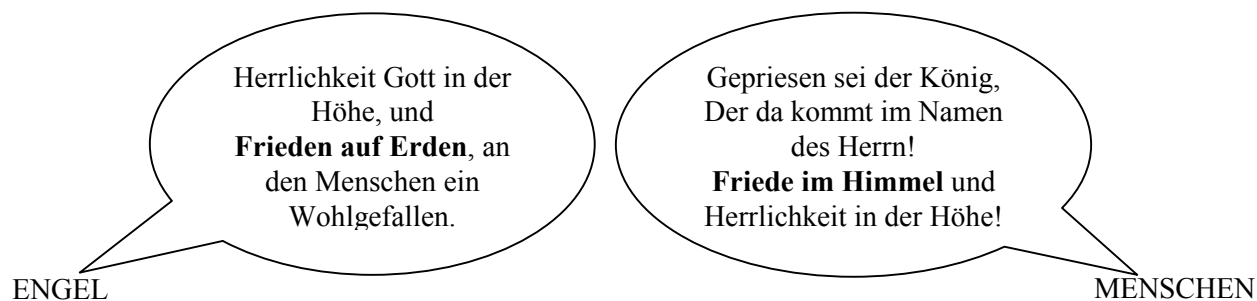 Herrlichkeit Gott in der
Höhe, und
Frieden auf Erden, an
den Menschen ein
Wohlgefallen.
Gepriesen sei der König,
Der da kommt im Namen
des Herrn!
Friede im Himmel und
Herrlichkeit in der Höhe!
ENGEL
MENSCHEN